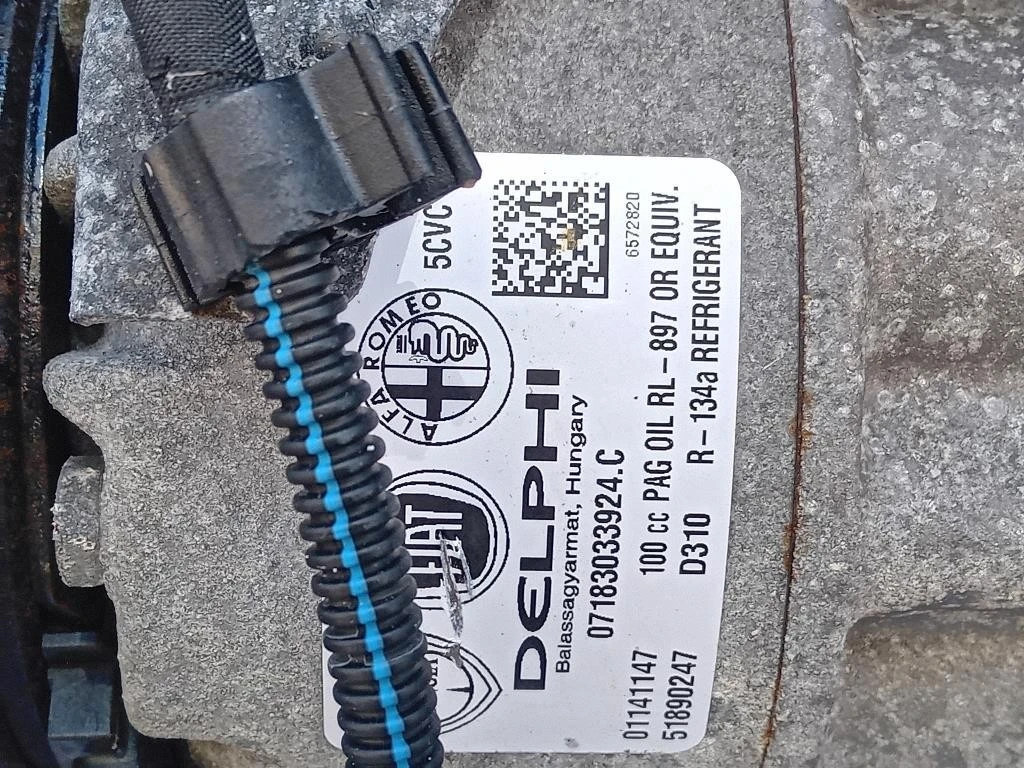 5CVC
ALFA ROMEO
FIAT
DELPHI
Balassagyarmat, Hungary
07183033924.C
6572820
01141147 100 cc PAG OIL RL-897 OR EQUIV.
51890247 D310 R-134a REFRIGERANT